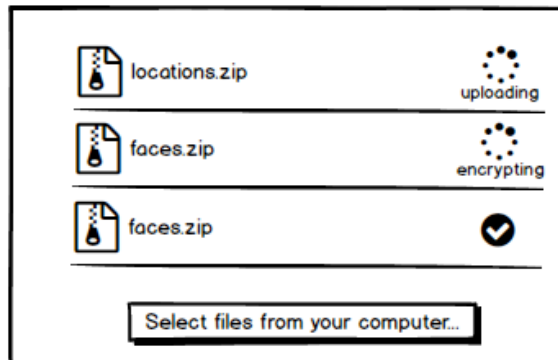 locations.zip
uploading
faces.zip
encrypting
faces.zip
Select files from your computer...